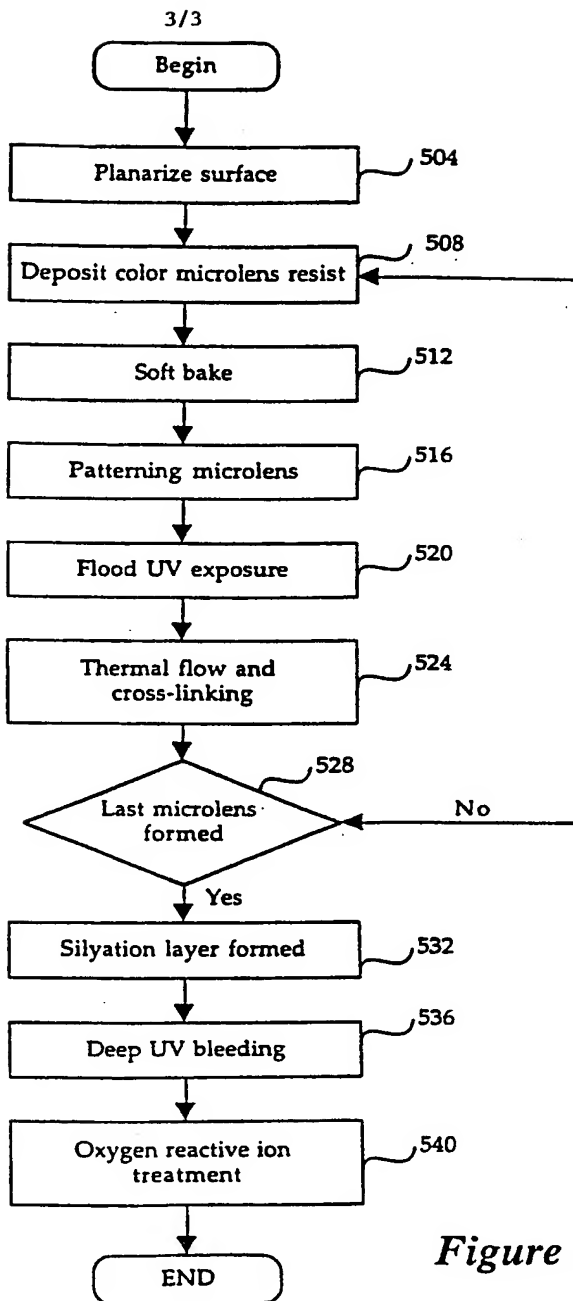 3/3
Begin
Planarize surface
504
Deposit color microlens resist
508
Soft bake
512
Patterning microlens
516
Flood UV exposure
520
Thermal flow and
cross-linking
524
Last microlens
formed
528
No
Yes
Silyation layer formed
532
Deep UV bleeding
536
Oxygen reactive ion
treatment
540
END
Figure